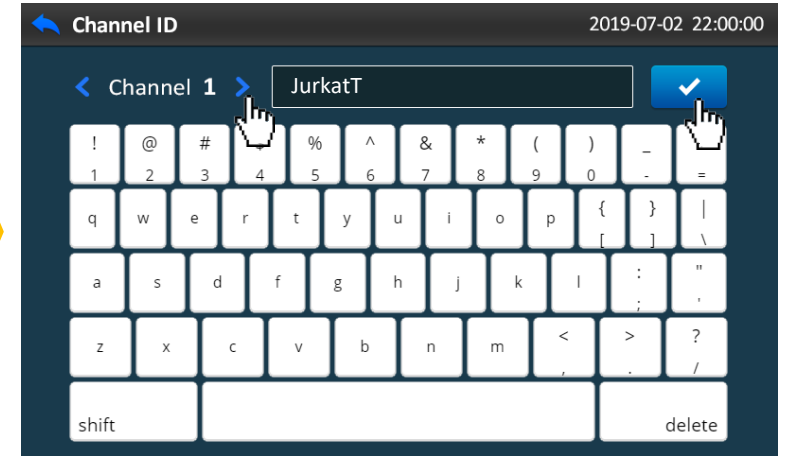 Channel ID 2019-07-02 22:00:00
Channel 1 JurkatT
! @ # % ^ & * ( ) _
1 2 3 4 5 6 7 8 9 0 - =
q w e r t y u i o p { } |
[ ] \
a s d f g h j k l : "
; '
z x c v b n m < > ?
, . /
shift delete